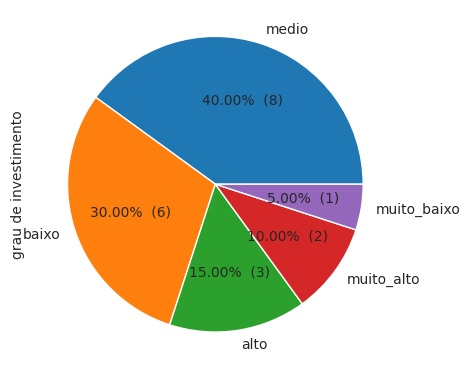 medio
40.00% (8)
grau de investimento
baixo
30.00% (6)
5.00% (1)
muito_baixo
10.00% (2)
15.00% (3)
muito_alto
alto